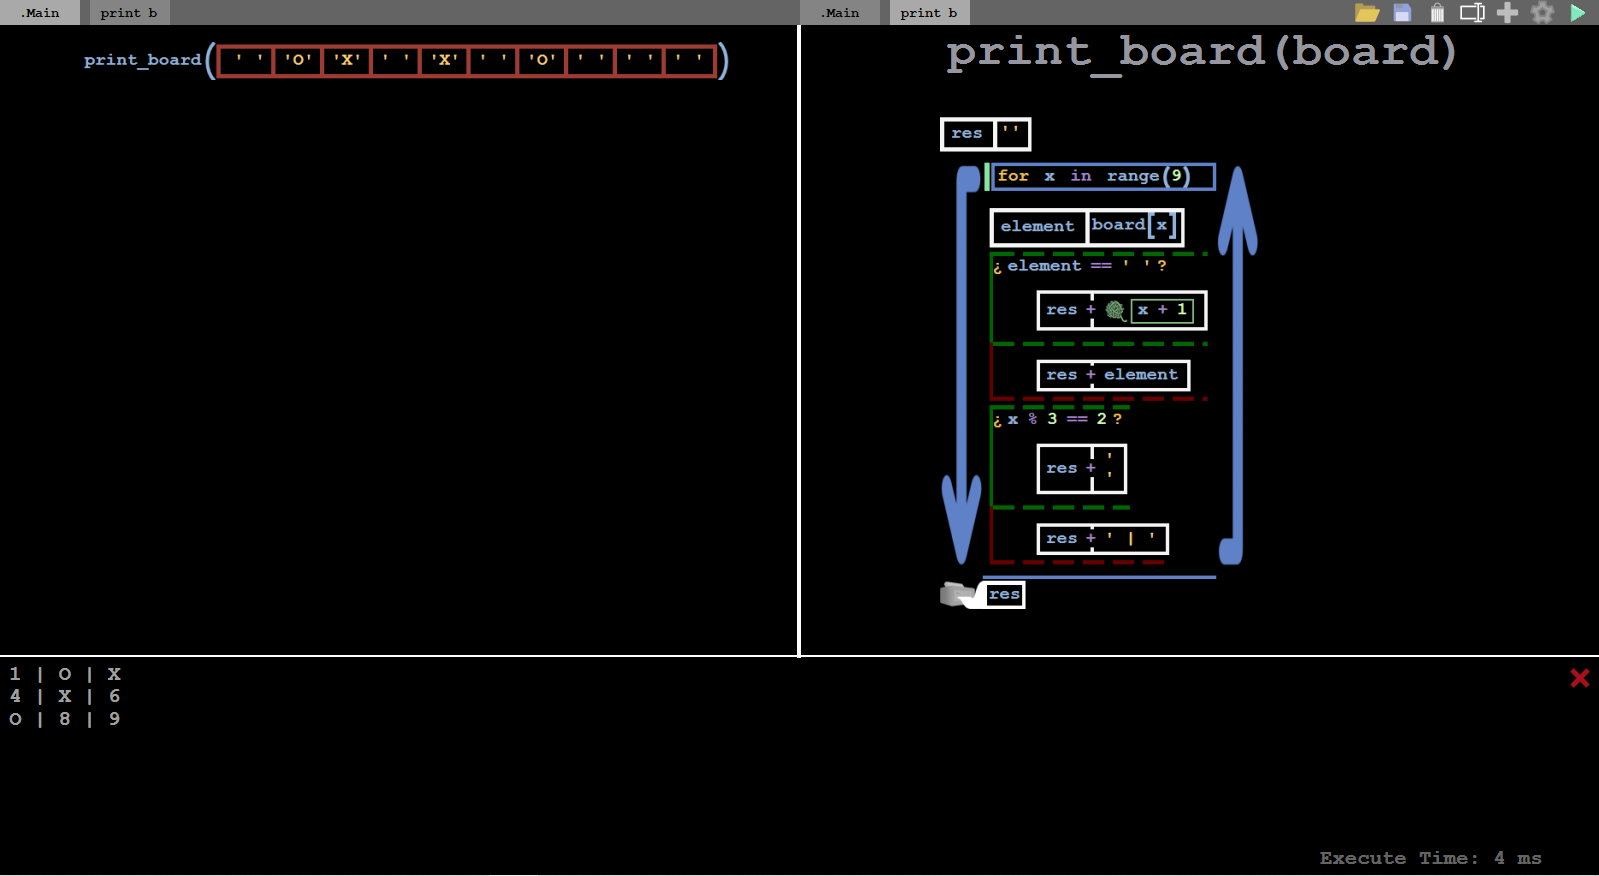 .Main print b
print_board(' ' 'O' 'X' ' ' 'X' ' ' 'O' ' ' ' ' ' ')
.Main print b
print_board(board)
res ''
for x in range(9)
element board[x]
¿ element == ' ' ?
res + x + 1
res + element
¿ x % 3 == 2 ?
res + '
'
res + ' | '
res
1 | O | X
4 | X | 6
O | 8 | 9
Execute Time: 4 ms